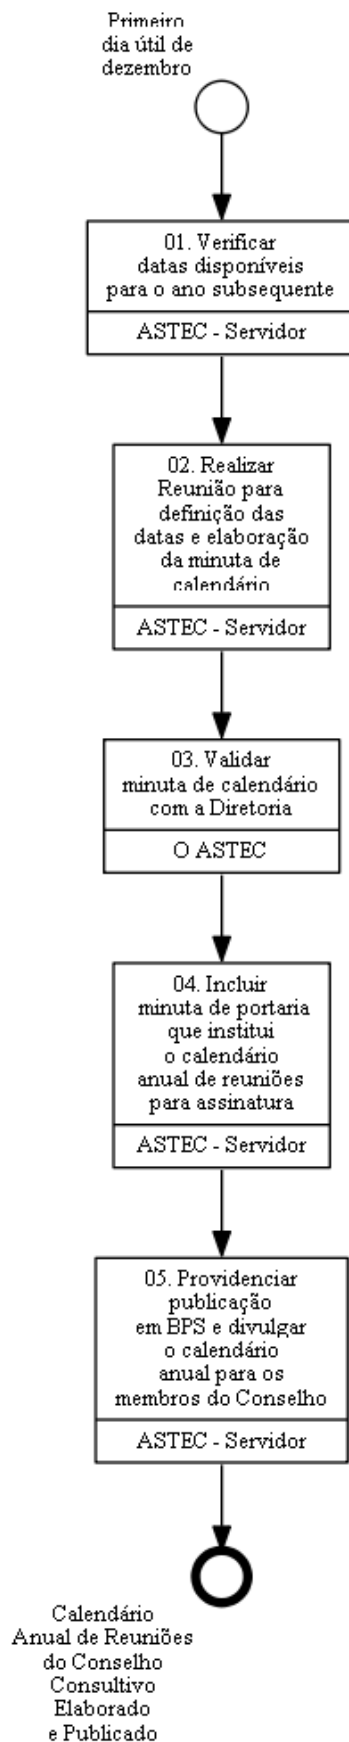 Primeiro
dia útil de
dezembro
01. Verificar
datas disponíveis
para o ano subsequente
ASTEC - Servidor
02. Realizar
Reunião para
definição das
datas e elaboração
da minuta de
calendário
ASTEC - Servidor
03. Validar
minuta de calendário
com a Diretoria
O ASTEC
04. Incluir
minuta de portaria
que institui
o calendário
anual de reuniões
para assinatura
ASTEC - Servidor
05. Providenciar
publicação
em BPS e divulgar
o calendário
anual para os
membros do Conselho
ASTEC - Servidor
Calendário
Anual de Reuniões
do Conselho
Consultivo
Elaborado
e Publicado